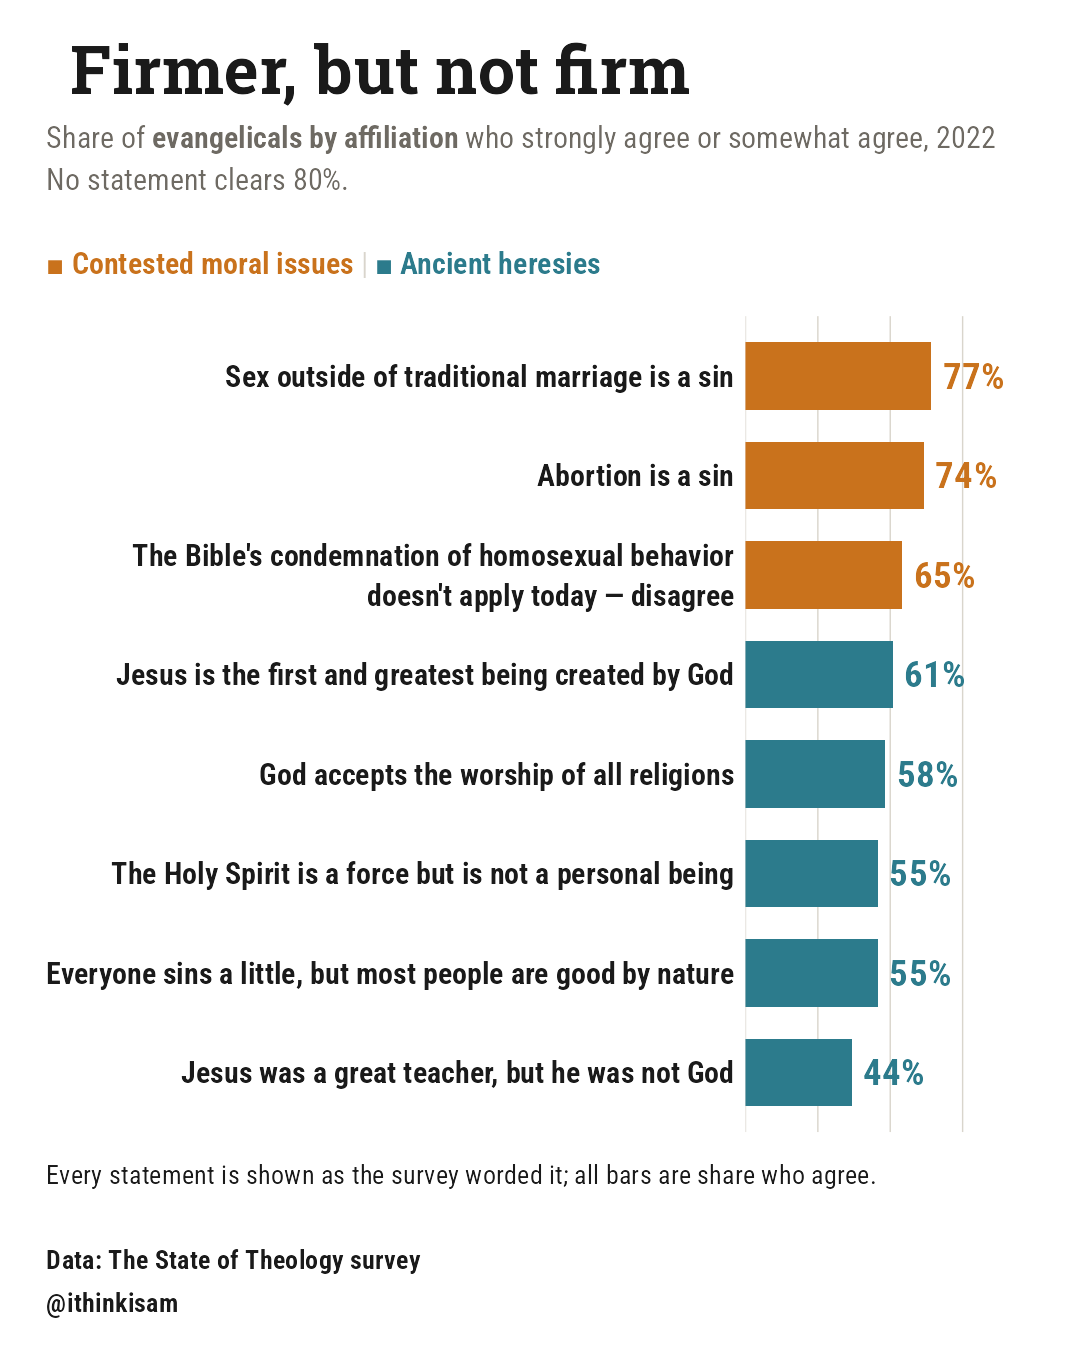 Firmer, but not firm
Share of evangelicals by affiliation who strongly agree or somewhat agree, 2022
No statement clears 80%.
■ Contested moral issues | ■ Ancient heresies
Sex outside of traditional marriage is a sin 77%
Abortion is a sin 74%
The Bible's condemnation of homosexual behavior
doesn't apply today — disagree 65%
Jesus is the first and greatest being created by God 61%
God accepts the worship of all religions 58%
The Holy Spirit is a force but is not a personal being 55%
Everyone sins a little, but most people are good by nature 55%
Jesus was a great teacher, but he was not God 44%
Every statement is shown as the survey worded it; all bars are share who agree.
Data: The State of Theology survey
@ithinkisam